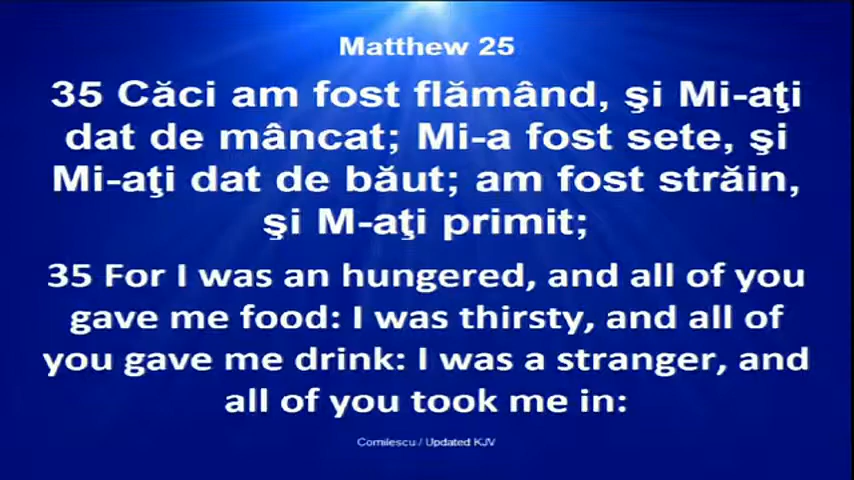 Matthew 25
35 Căci am fost flămând, şi Mi-aţi
dat de mâncat; Mi-a fost sete, şi
Mi-aţi dat de băut; am fost străin,
şi M-aţi primit;
35 For I was an hungered, and all of you
gave me food: I was thirsty, and all of
you gave me drink: I was a stranger, and
all of you took me in:
Cornilescu / Updated KJV